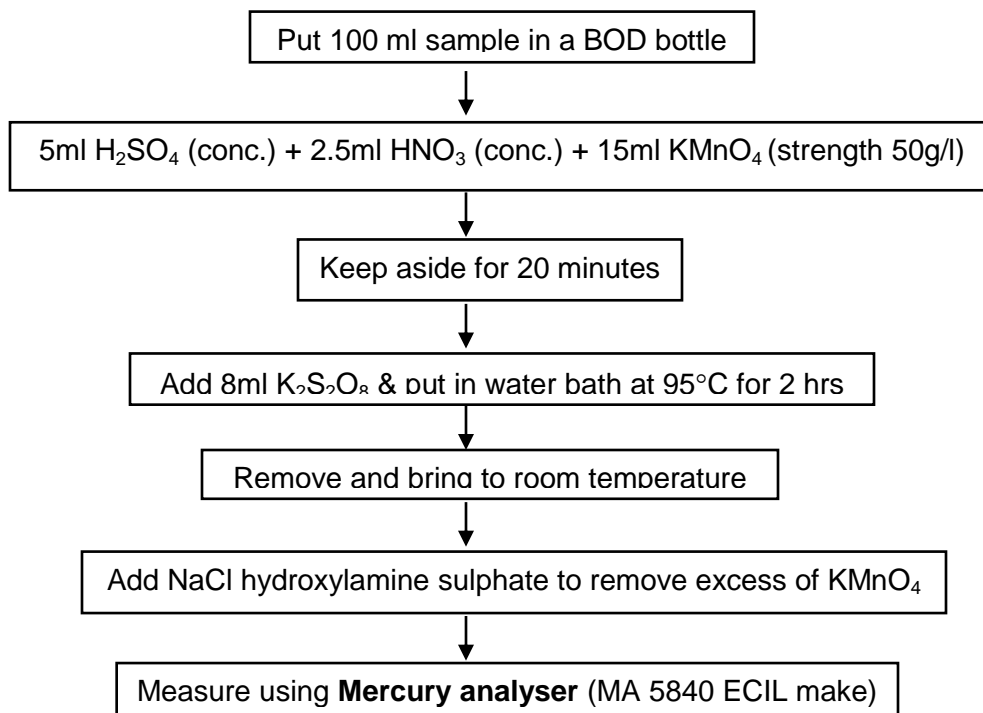 Put 100 ml sample in a BOD bottle
5ml H₂SO₄ (conc.) + 2.5ml HNO₃ (conc.) + 15ml KMnO₄ (strength 50g/l)
Keep aside for 20 minutes
Add 8ml K₂S₂O₈ & put in water bath at 95°C for 2 hrs
Remove and bring to room temperature
Add NaCl hydroxylamine sulphate to remove excess of KMnO₄
Measure using Mercury analyser (MA 5840 ECIL make)